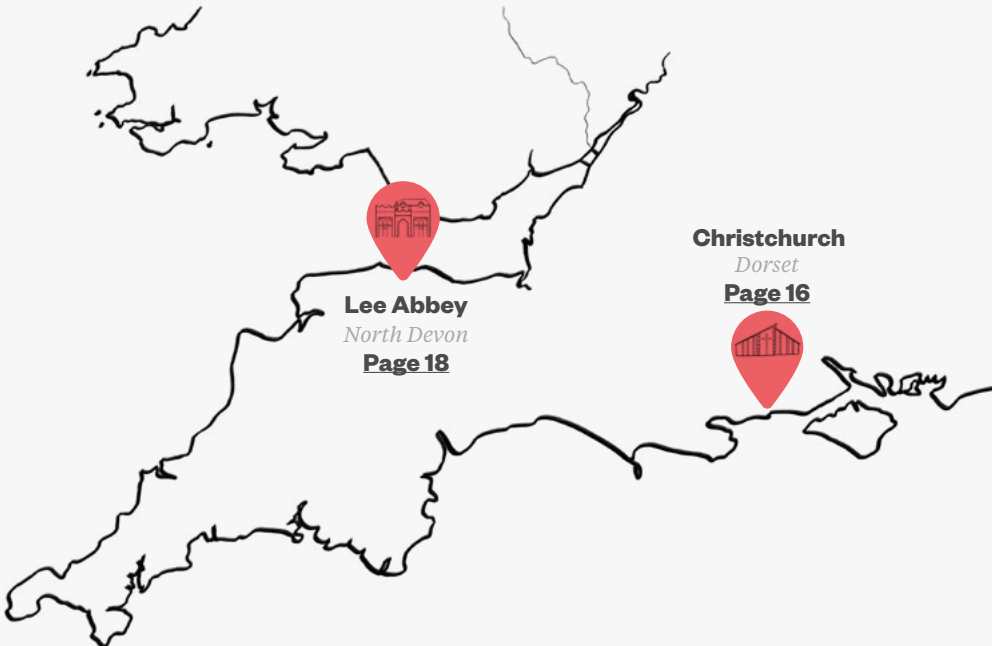 Christchurch
Dorset
Page 16
Lee Abbey
North Devon
Page 18